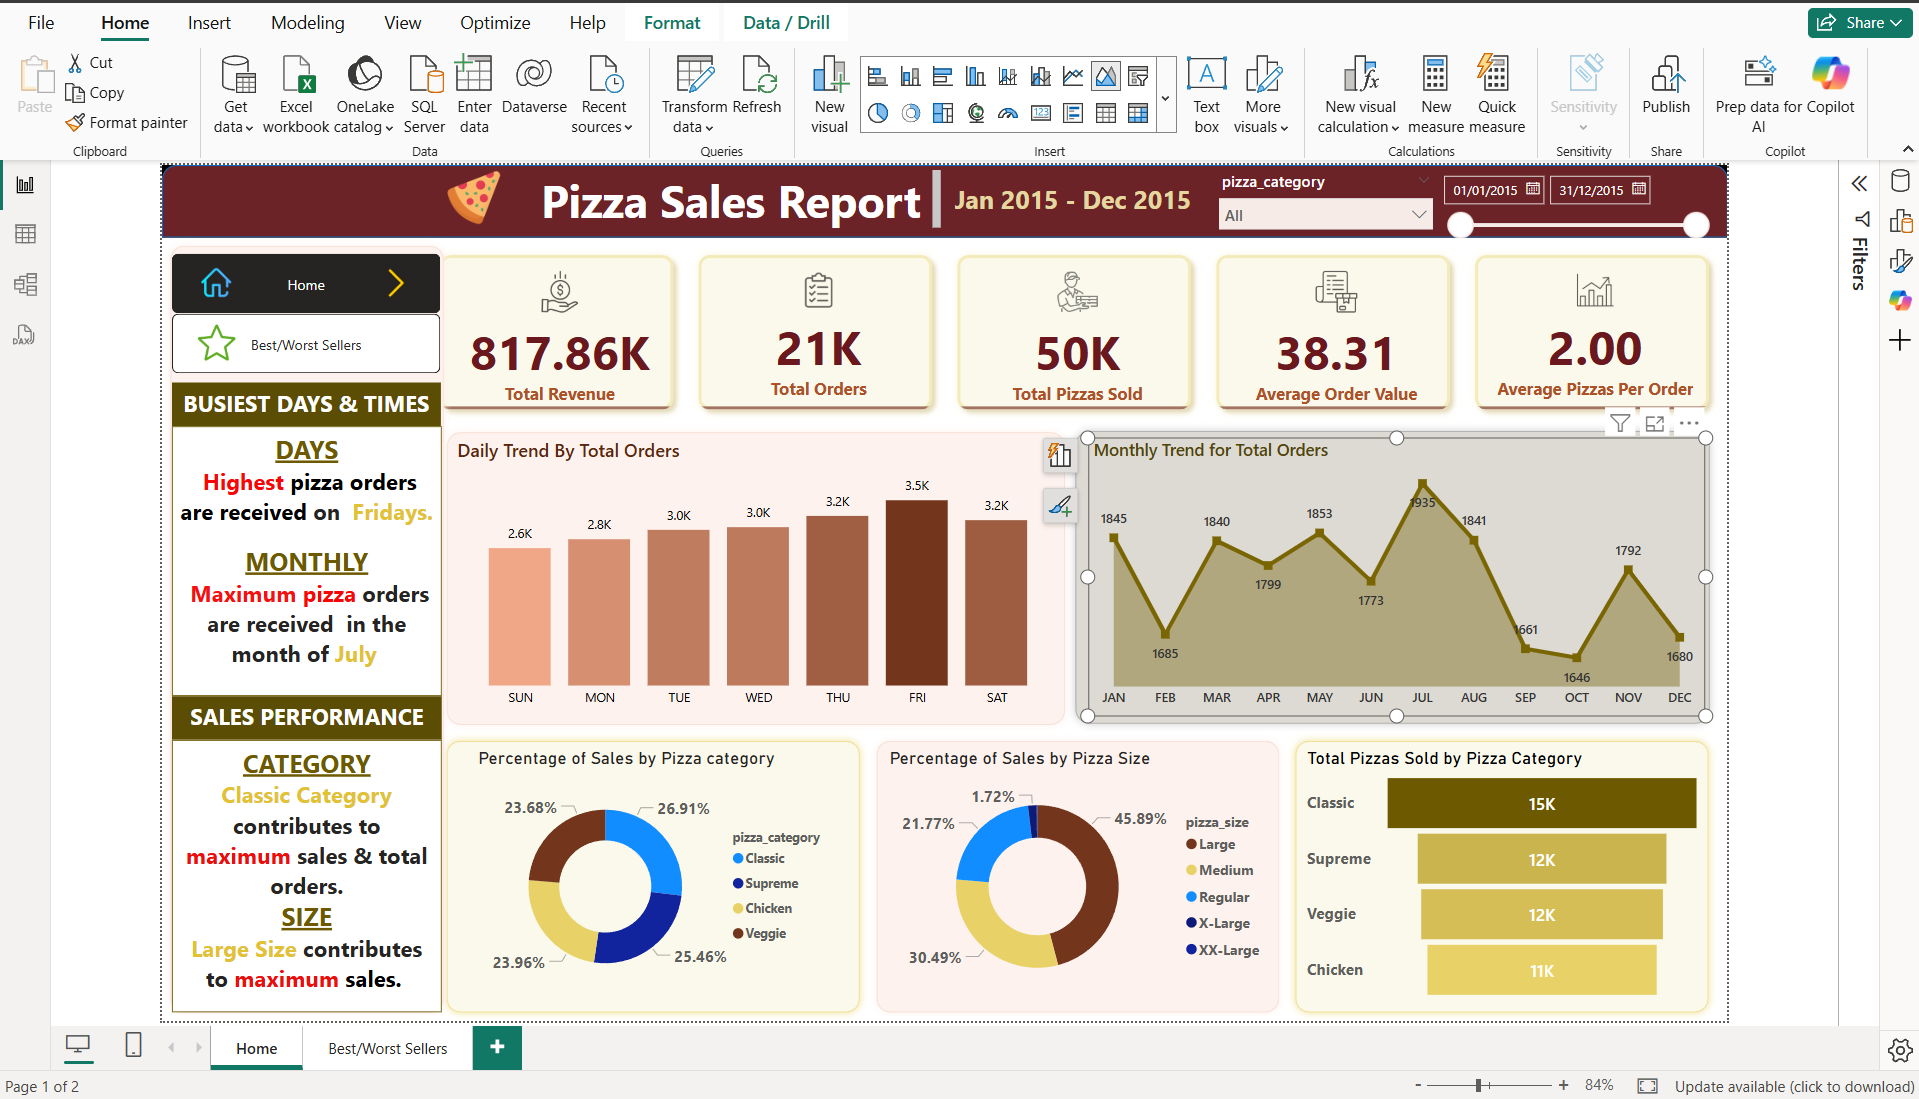 File Home Insert Modeling View Optimize Help Format Data / Drill Share
Paste
Cut
Copy
Format painter
Clipboard
Get data
Excel workbook
OneLake catalog
SQL Server
Enter data
Dataverse
Recent sources
Data
Transform data
Refresh
Queries
New visual
Text box
More visuals
Insert
New visual calculation
New measure
Quick measure
Calculations
Sensitivity
Sensitivity
Publish
Share
Prep data for AI
Copilot
Copilot
Pizza Sales Report
Jan 2015 - Dec 2015
pizza_category
All
01/01/2015
31/12/2015
Filters
Home
Best/Worst Sellers
817.86K
Total Revenue
21K
Total Orders
50K
Total Pizzas Sold
38.31
Average Order Value
2.00
Average Pizzas Per Order
BUSIEST DAYS & TIMES
DAYS
Highest pizza orders
are received on Fridays.
MONTHLY
Maximum pizza orders
are received in the
month of July
SALES PERFORMANCE
CATEGORY
Classic Category
contributes to
maximum sales & total
orders.
SIZE
Large Size contributes
to maximum sales.
Daily Trend By Total Orders
2.6K
2.8K
3.0K
3.0K
3.2K
3.5K
3.2K
SUN MON TUE WED THU FRI SAT
Monthly Trend for Total Orders
1845
1685
1840
1799
1853
1773
1935
1841
1661
1646
1792
1680
JAN FEB MAR APR MAY JUN JUL AUG SEP OCT NOV DEC
Percentage of Sales by Pizza category
23.68%
26.91%
23.96%
25.46%
pizza_category
Classic
Supreme
Chicken
Veggie
Percentage of Sales by Pizza Size
1.72%
21.77%
45.89%
30.49%
pizza_size
Large
Medium
Regular
X-Large
XX-Large
Total Pizzas Sold by Pizza Category
Classic 15K
Supreme 12K
Veggie 12K
Chicken 11K
Home
Best/Worst Sellers
+
Page 1 of 2
- + 84%
Update available (click to download)